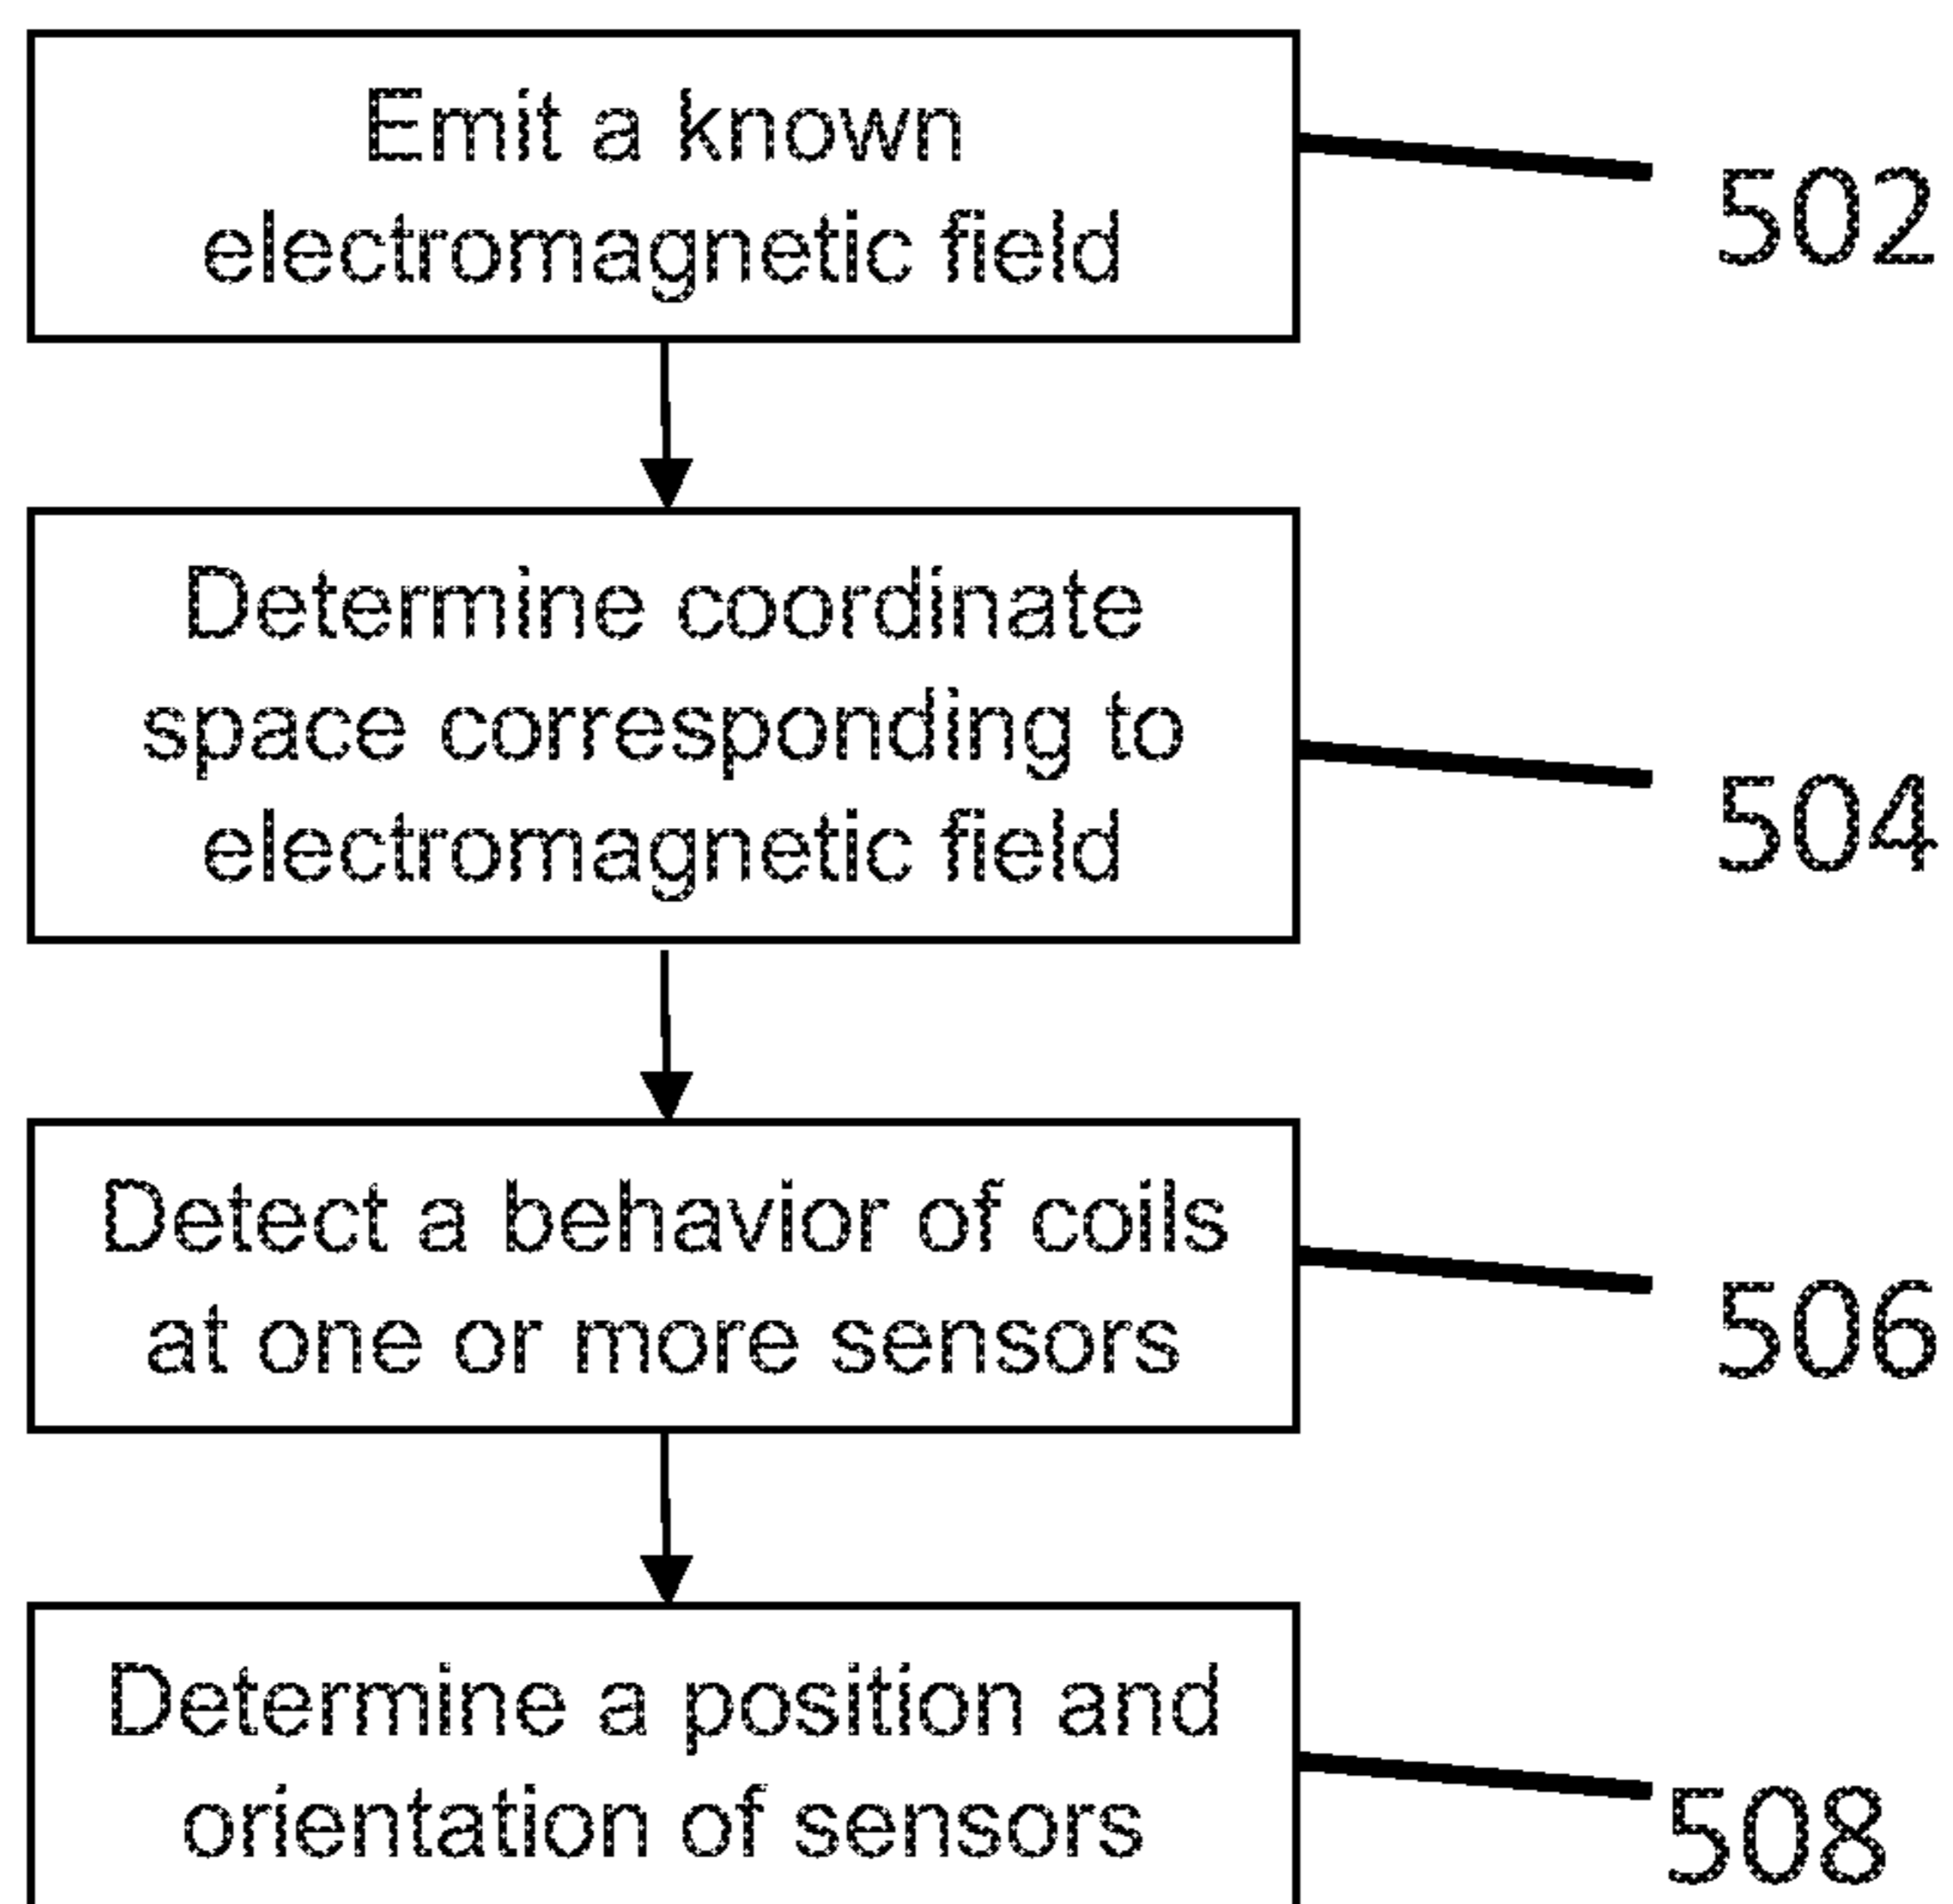 Emit a known
electromagnetic field
502
Determine coordinate
space corresponding to
electromagnetic field
504
Detect a behavior of coils
at one or more sensors
506
Determine a position and
orientation of sensors
508